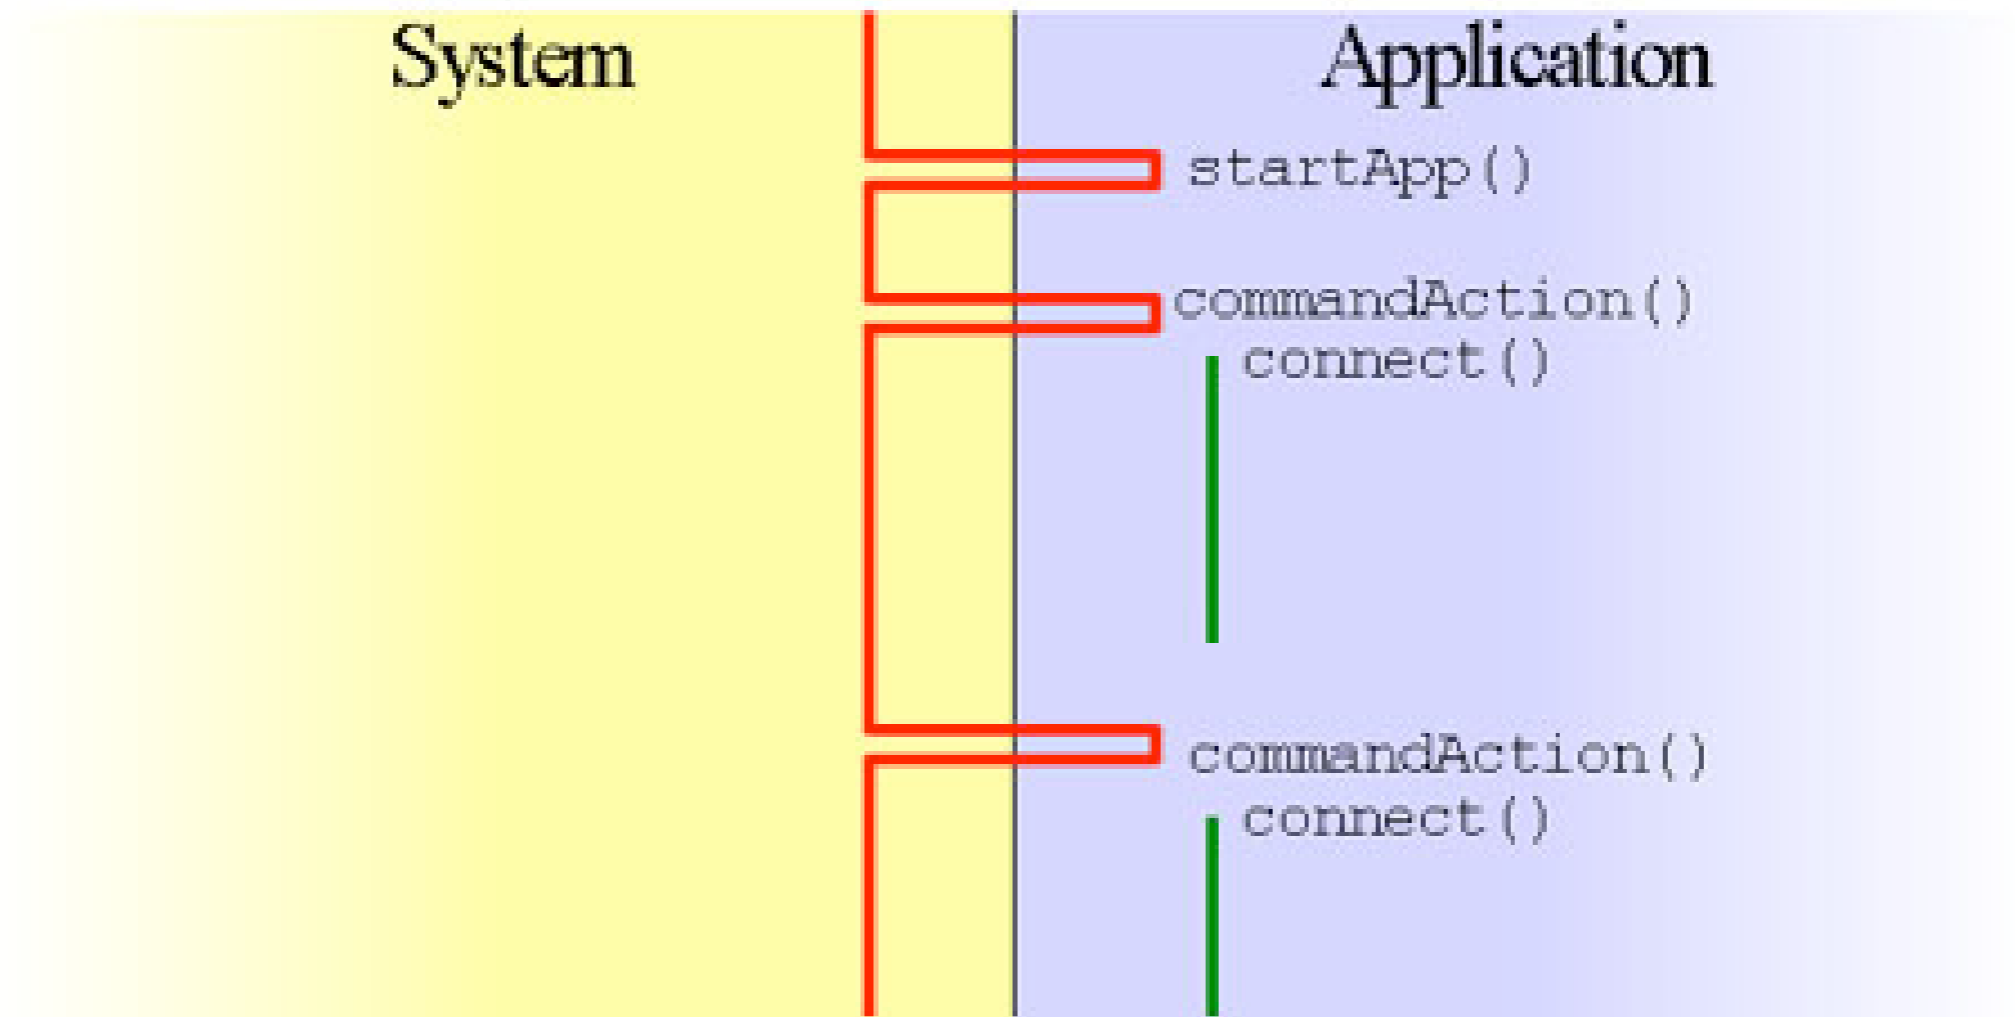 System
Application
startApp()
commandAction()
connect()
commandAction()
connect()